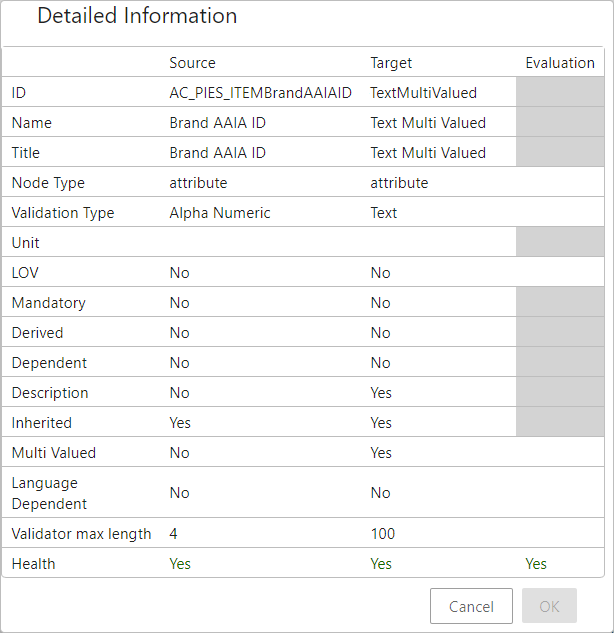 Detailed Information
Source Target Evaluation
ID AC_PIES_ITEMBrandAAIAID TextMultiValued
Name Brand AAIA ID Text Multi Valued
Title Brand AAIA ID Text Multi Valued
Node Type attribute attribute
Validation Type Alpha Numeric Text
Unit
LOV No No
Mandatory No No
Derived No No
Dependent No No
Description No Yes
Inherited Yes Yes
Multi Valued No Yes
Language
Dependent No No
Validator max length 4 100
Health Yes Yes Yes
Cancel OK